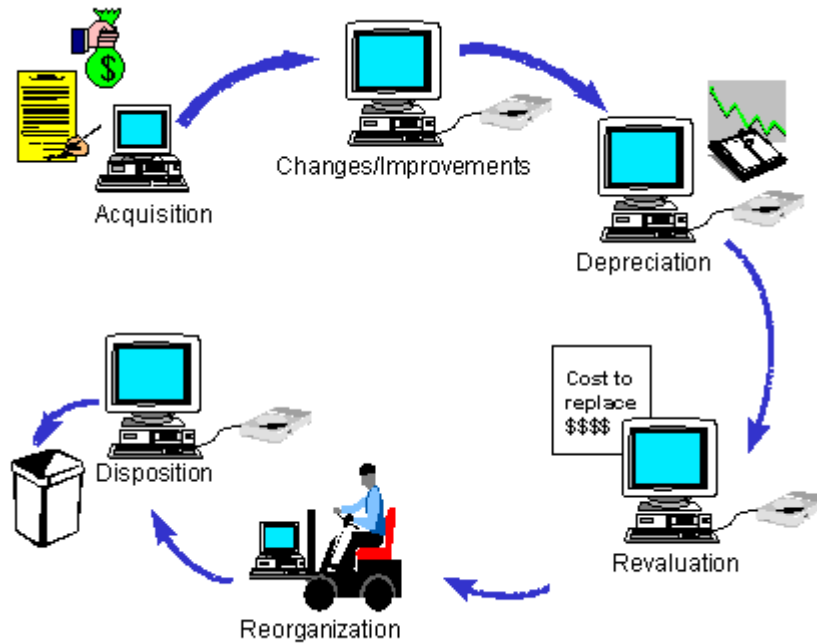 Acquisition
Changes/Improvements
Depreciation
Cost to
replace
$$$$
Revaluation
Reorganization
Disposition
$